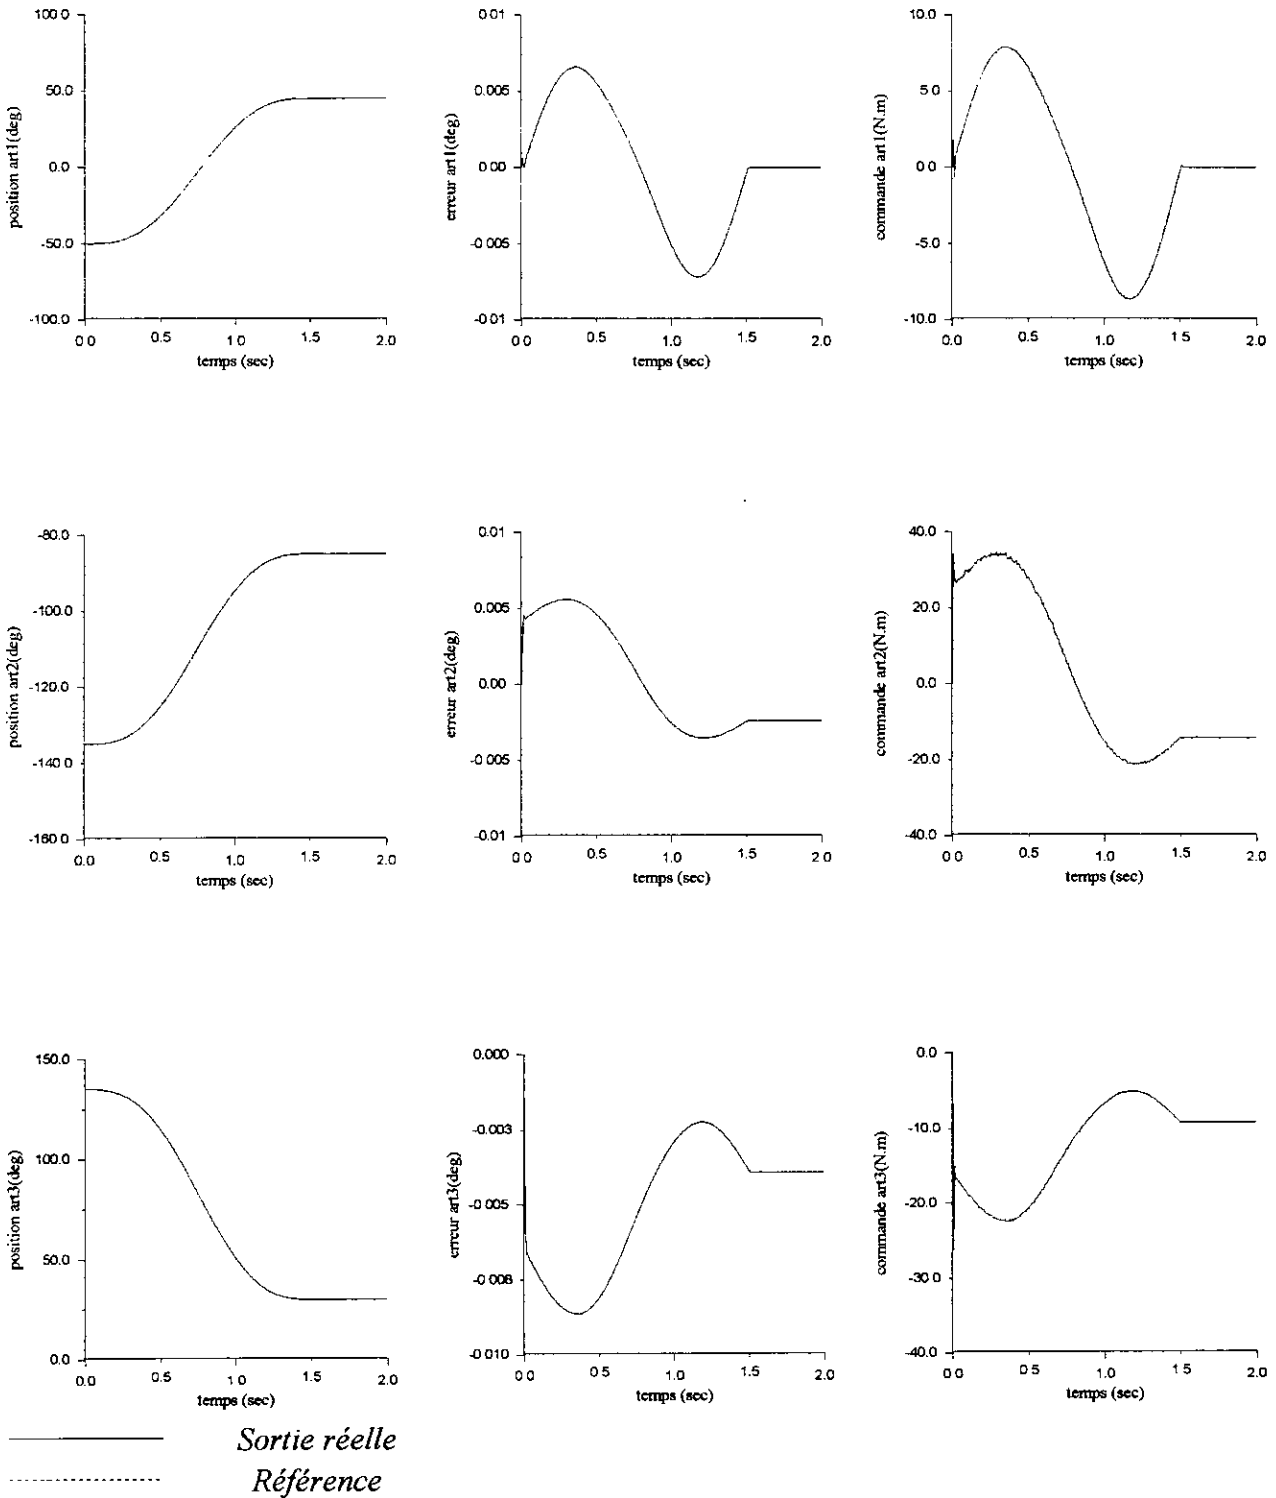 100.0
50.0
0.0
-50.0
-100.0
0.0 0.5 1.0 1.5 2.0
temps (sec)
position art1(deg)
0.01
0.005
0.00
-0 005
-0 01
0 0 0.5 1.0 1.5 2.0
temps (sec)
erreur art1(deg)
10.0
5.0
0.0
-5.0
-10.0
0 0 0.5 1.0 1.5 2.0
temps (sec)
commande art1(N.m)
-80.0
-100.0
-120.0
-140.0
-160.0
0.0 0.5 1.0 1.5 2.0
temps (sec)
position art2(deg)
0.01
0.005
0.00
-0 005
-0.01
0 0 0.5 1.0 1.5 2.0
temps (sec)
erreur art2(deg)
40.0
20.0
0.0
-20.0
-40.0
0.0 0.5 1.0 1.5 2.0
temps (sec)
commande art2(N.m)
150.0
100.0
50.0
0.0
0.0 0.5 1.0 1.5 2.0
temps (sec)
position art3(deg)
0.000
-0.003
-0.005
-0 008
-0 010
0 0 0.5 1.0 1.5 2.0
temps (sec)
erreur art3(deg)
0.0
-10.0
-20.0
-30.0
-40.0
0.0 0 5 1.0 1 5 2.0
temps (sec)
commande art3(N.m)
Sortie réelle
Référence